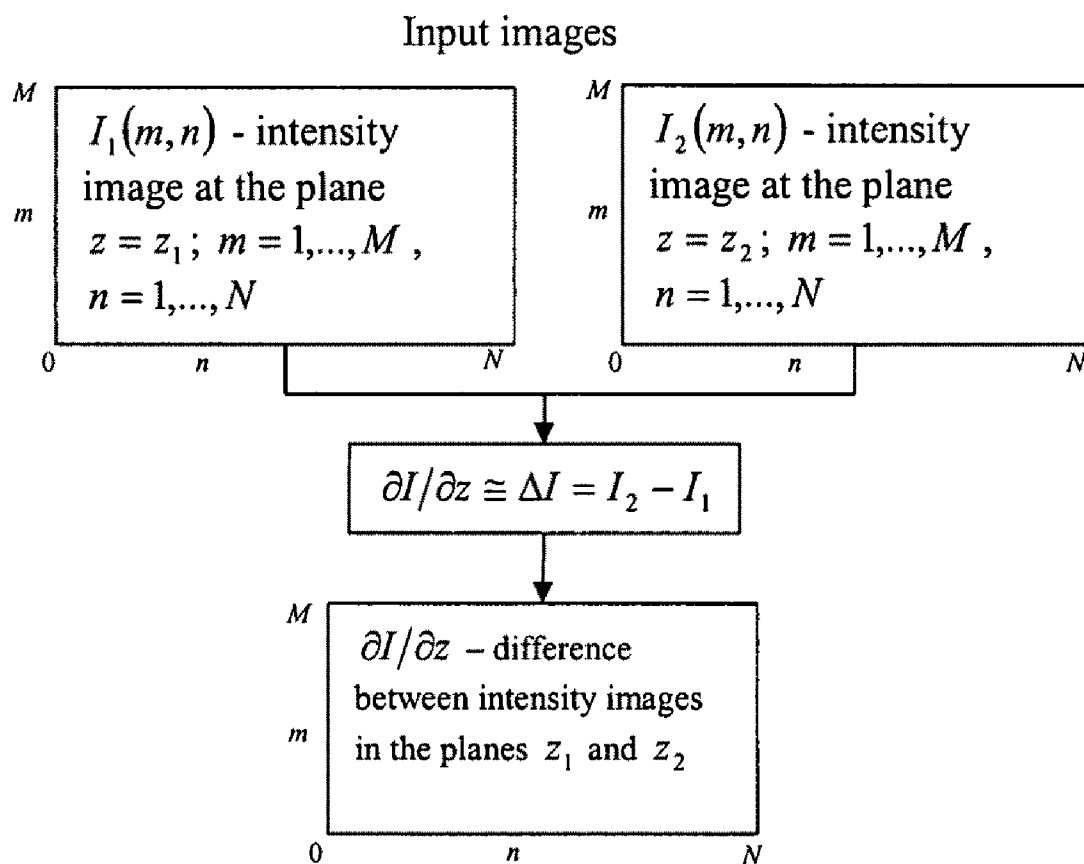 Input images
M
I₁(m,n) - intensity
image at the plane
m
z = z₁; m = 1,...,M ,
n = 1,...,N
0 n N
M
I₂(m,n) - intensity
image at the plane
m
z = z₂; m = 1,...,M ,
n = 1,...,N
0 n N
∂I/∂z ≅ ΔI = I₂ − I₁
M
∂I/∂z – difference
between intensity images
m
in the planes z₁ and z₂
0 n N